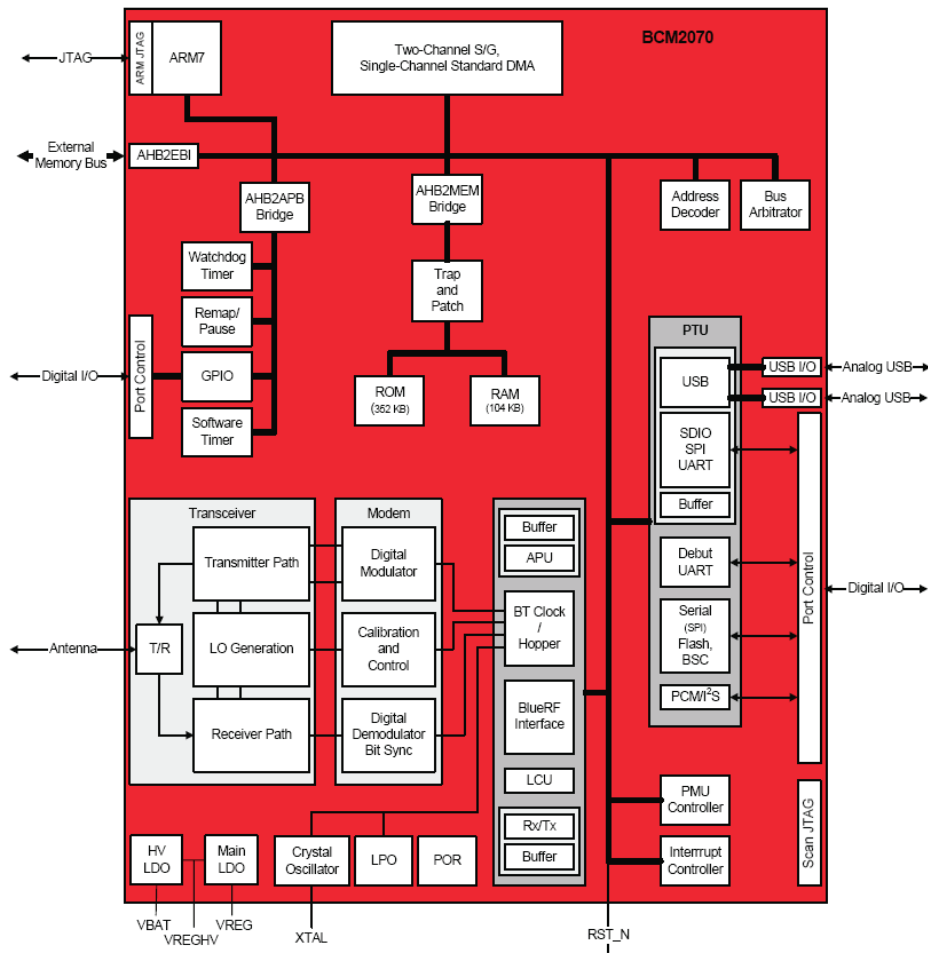 BCM2070
JTAG
ARM JTAG
ARM7
Two-Channel S/G,
Single-Channel Standard DMA
External
Memory Bus
AHB2EBI
AHB2APB
Bridge
AHB2MEM
Bridge
Address
Decoder
Bus
Arbitrator
Watchdog
Timer
Remap/
Pause
Digital I/O
Port Control
GPIO
Software
Timer
Trap
and
Patch
ROM
(352 KB)
RAM
(104 KB)
PTU
USB
USB I/O
Analog USB
USB I/O
Analog USB
SDIO
SPI
UART
Buffer
Debut
UART
Serial
(SPI)
Flash,
BSC
PCM/I²S
Port Control
Digital I/O
Transceiver
Transmitter Path
LO Generation
Receiver Path
T/R
Antenna
Modem
Digital
Modulator
Calibration
and
Control
Digital
Demodulator
Bit Sync
Buffer
APU
BT Clock
/
Hopper
BlueRF
Interface
LCU
Rx/Tx
Buffer
PMU
Controller
Interrrupt
Controller
Scan JTAG
HV
LDO
Main
LDO
Crystal
Oscillator
LPO
POR
VBAT
VREGHV
VREG
XTAL
RST_N